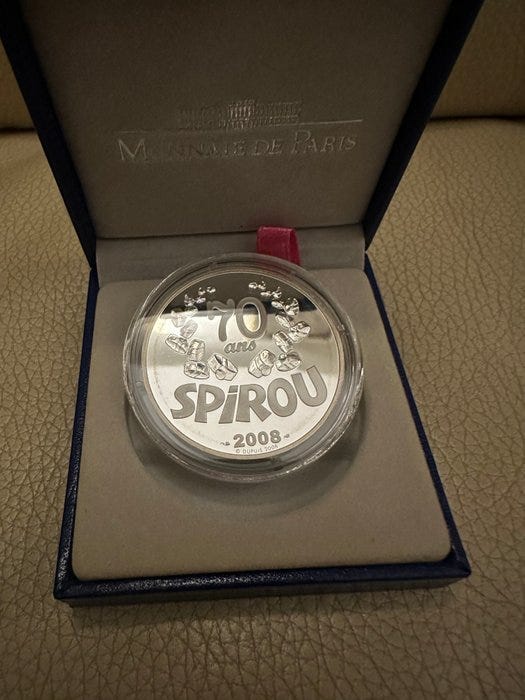 MONNAIE DE PARIS
70
ans
SPiROU
2008
© DUPUIS 2008